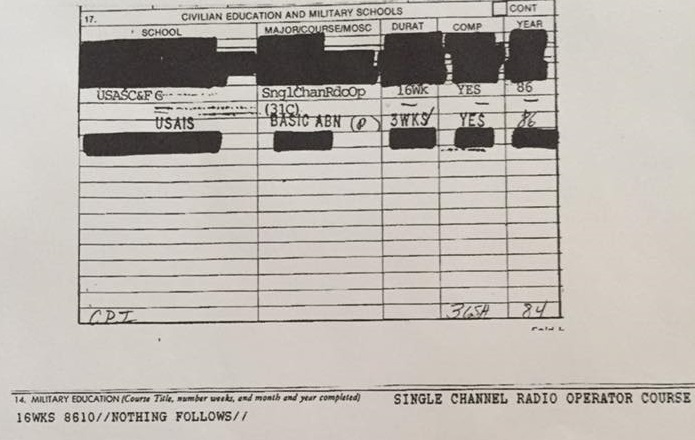 17. CIVILIAN EDUCATION AND MILITARY SCHOOLS CONT
SCHOOL MAJOR/COURSE/MOSC DURAT COMP YEAR
USASC&FG SnglChanRdoOp 16Wk YES 86
(31C)
USAIS BASIC ABN (P) 3WKS/ YES 86
CPI 84
14. MILITARY EDUCATION (Course Title, number weeks, and month and year completed) SINGLE CHANNEL RADIO OPERATOR COURSE
16WKS 8610//NOTHING FOLLOWS//